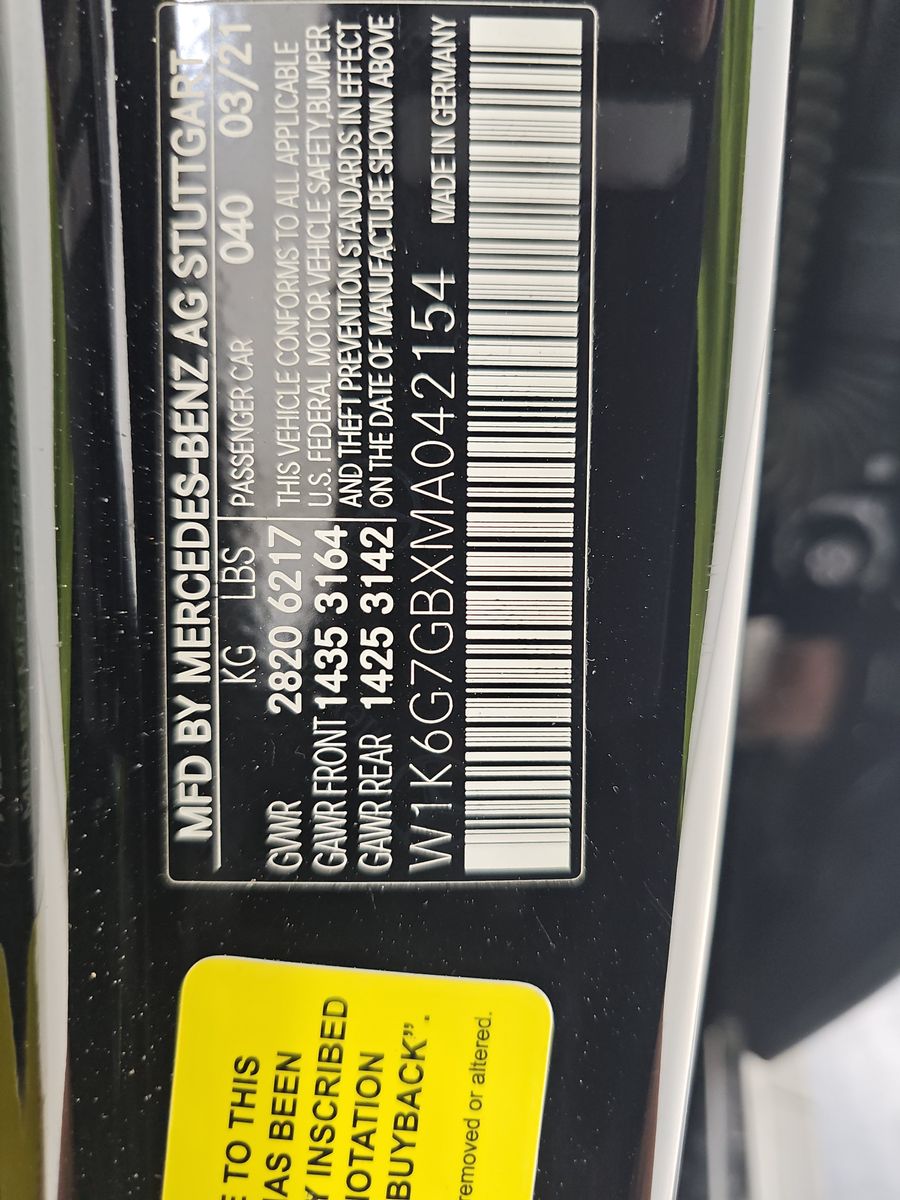 MFD BY MERCEDES-BENZ AG STUTTGART
KG LBS PASSENGER CAR 040 03/21
GVWR 2820 6217 THIS VEHICLE CONFORMS TO ALL APPLICABLE
GAWR FRONT 1435 3164 U.S. FEDERAL MOTOR VEHICLE SAFETY,BUMPER
AND THEFT PREVENTION STANDARDS IN EFFECT
GAWR REAR 1425 3142 ON THE DATE OF MANUFACTURE SHOWN ABOVE
W1K6G7GBXMA042154 MADE IN GERMANY
TO THIS
HAS BEEN
INSCRIBED
NOTATION
BUYBACK”.
removed or altered.